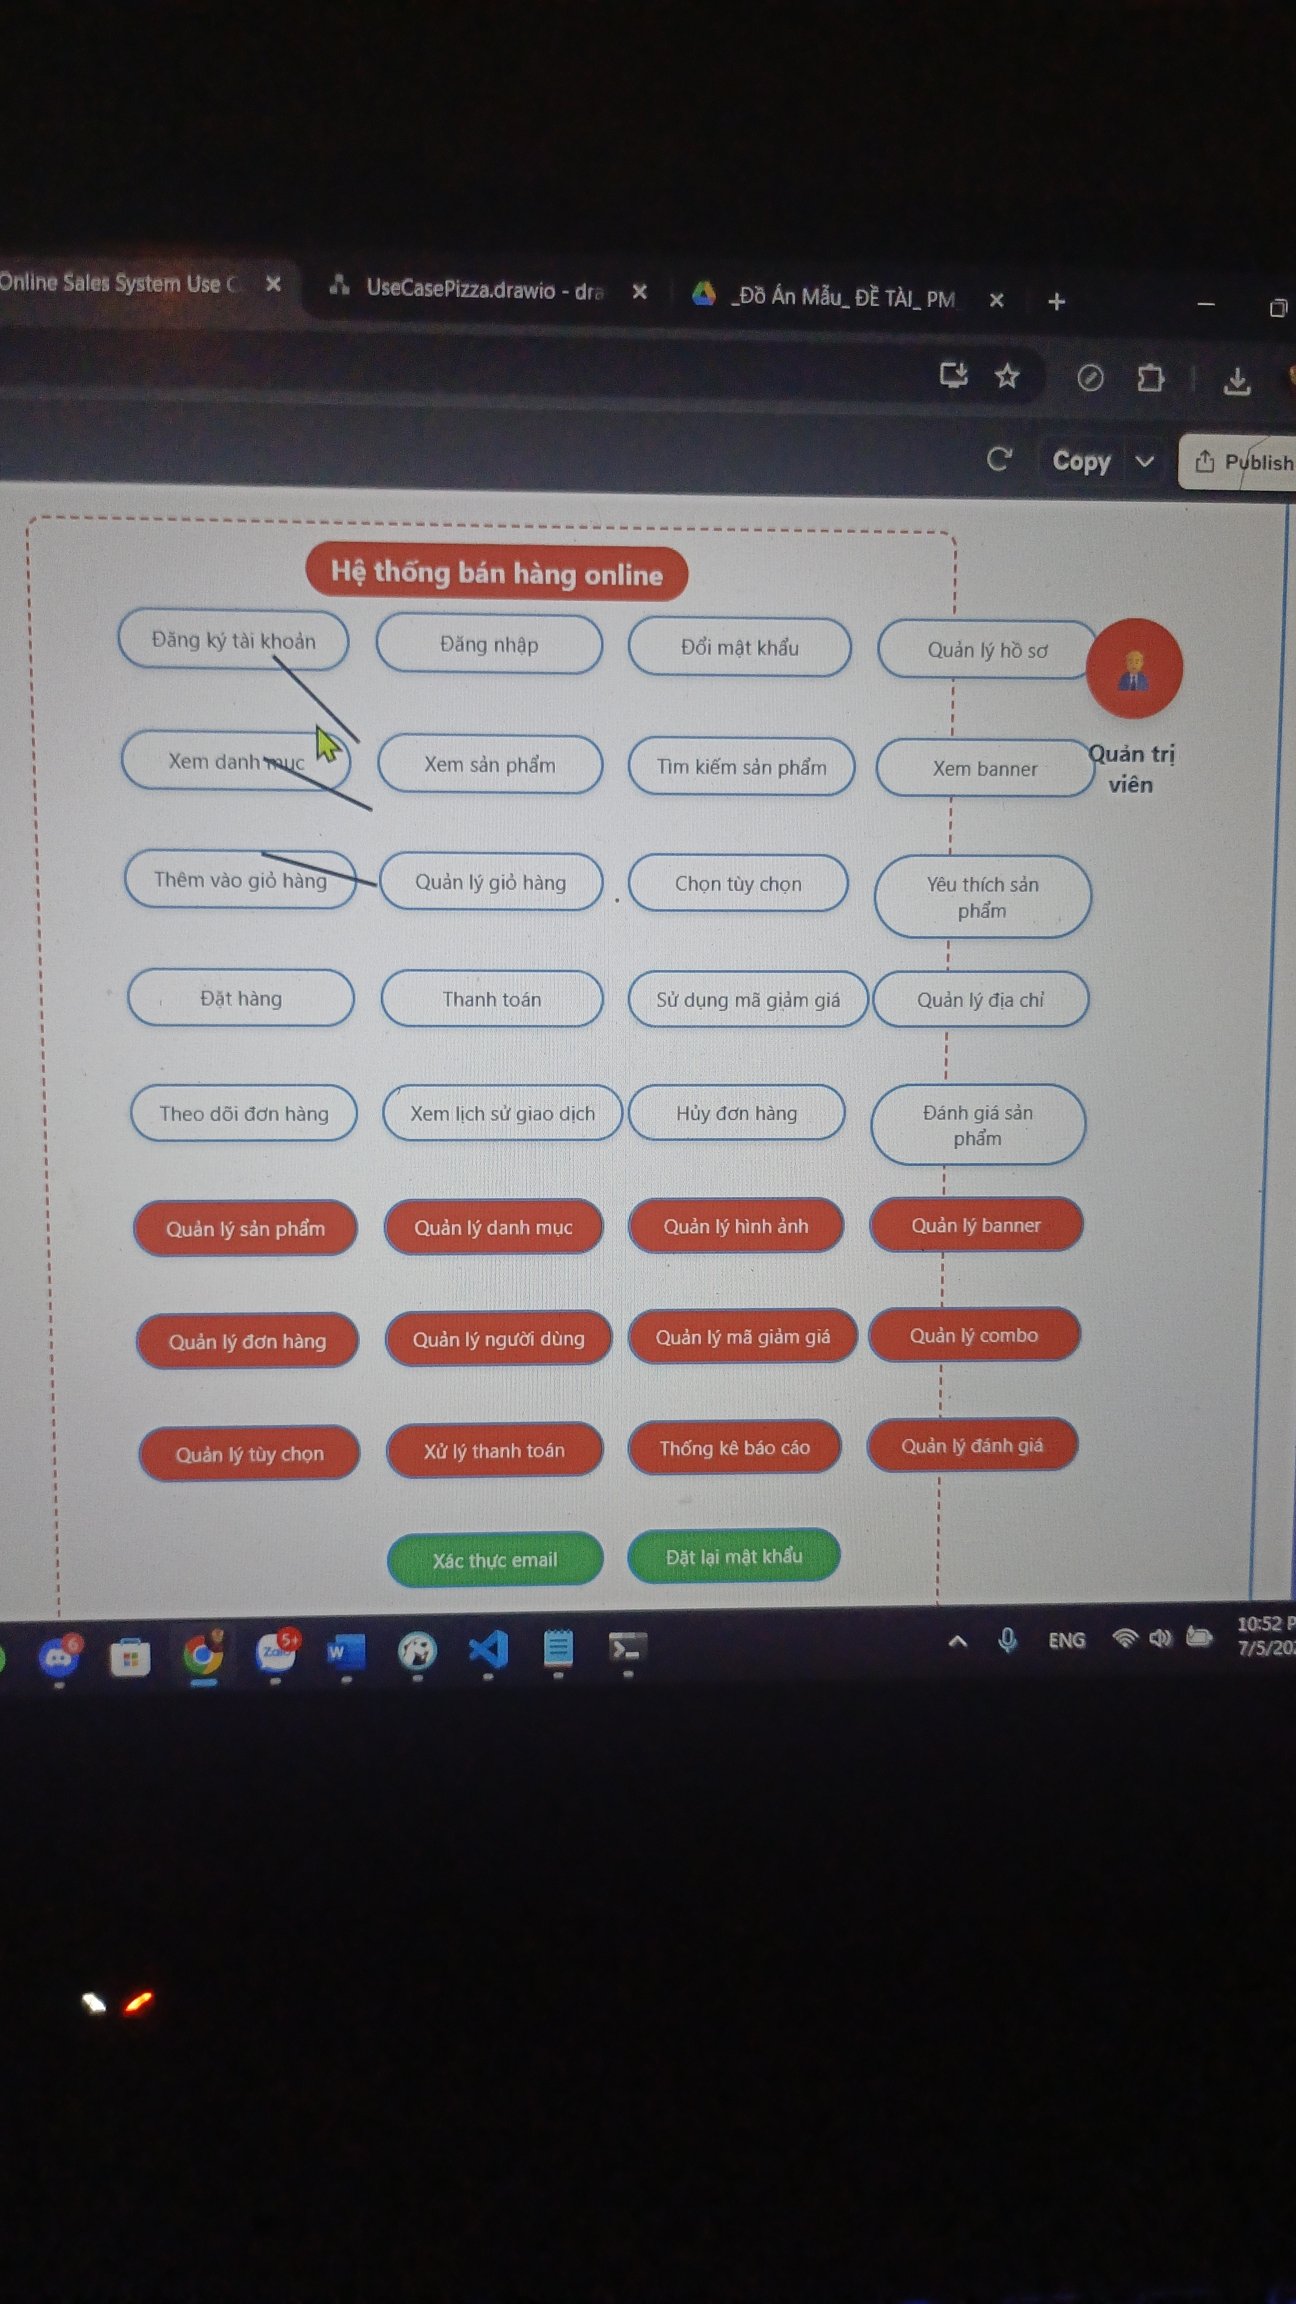 Online Sales System Use C
UseCasePizza.drawio - dra
_Đồ Án Mẫu_ ĐỀ TÀI_ PM
Copy
Publish
Hệ thống bán hàng online
Đăng ký tài khoản
Đăng nhập
Đổi mật khẩu
Quản lý hồ sơ
Xem danh mục
Xem sản phẩm
Tìm kiếm sản phẩm
Xem banner
Quản trị
viên
Thêm vào giỏ hàng
Quản lý giỏ hàng
Chọn tùy chọn
Yêu thích sản
phẩm
Đặt hàng
Thanh toán
Sử dụng mã giảm giá
Quản lý địa chỉ
Theo dõi đơn hàng
Xem lịch sử giao dịch
Hủy đơn hàng
Đánh giá sản
phẩm
Quản lý sản phẩm
Quản lý danh mục
Quản lý hình ảnh
Quản lý banner
Quản lý đơn hàng
Quản lý người dùng
Quản lý mã giảm giá
Quản lý combo
Quản lý tùy chọn
Xử lý thanh toán
Thống kê báo cáo
Quản lý đánh giá
Xác thực email
Đặt lại mật khẩu
6
Zalo
5+
W
ENG
10:52 P
7/5/202